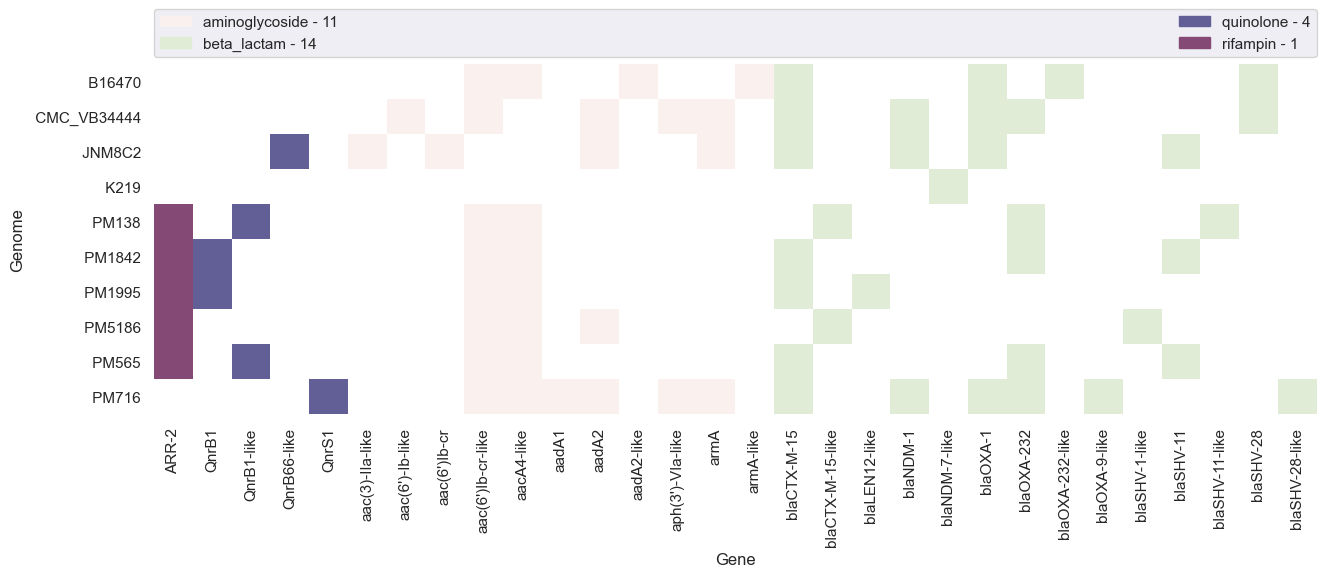 aminoglycoside - 11
beta_lactam - 14
quinolone - 4
rifampin - 1
Genome
B16470
CMC_VB34444
JNM8C2
K219
PM138
PM1842
PM1995
PM5186
PM565
PM716
ARR-2
QnrB1
QnrB1-like
QnrB66-like
QnrS1
aac(3)-IIa-like
aac(6')-Ib-like
aac(6')Ib-cr
aac(6')Ib-cr-like
aacA4-like
aadA1
aadA2
aadA2-like
aph(3')-VIa-like
armA
armA-like
blaCTX-M-15
blaCTX-M-15-like
blaLEN12-like
blaNDM-1
blaNDM-7-like
blaOXA-1
blaOXA-232
blaOXA-232-like
blaOXA-9-like
blaSHV-1-like
blaSHV-11
blaSHV-11-like
blaSHV-28
blaSHV-28-like
Gene